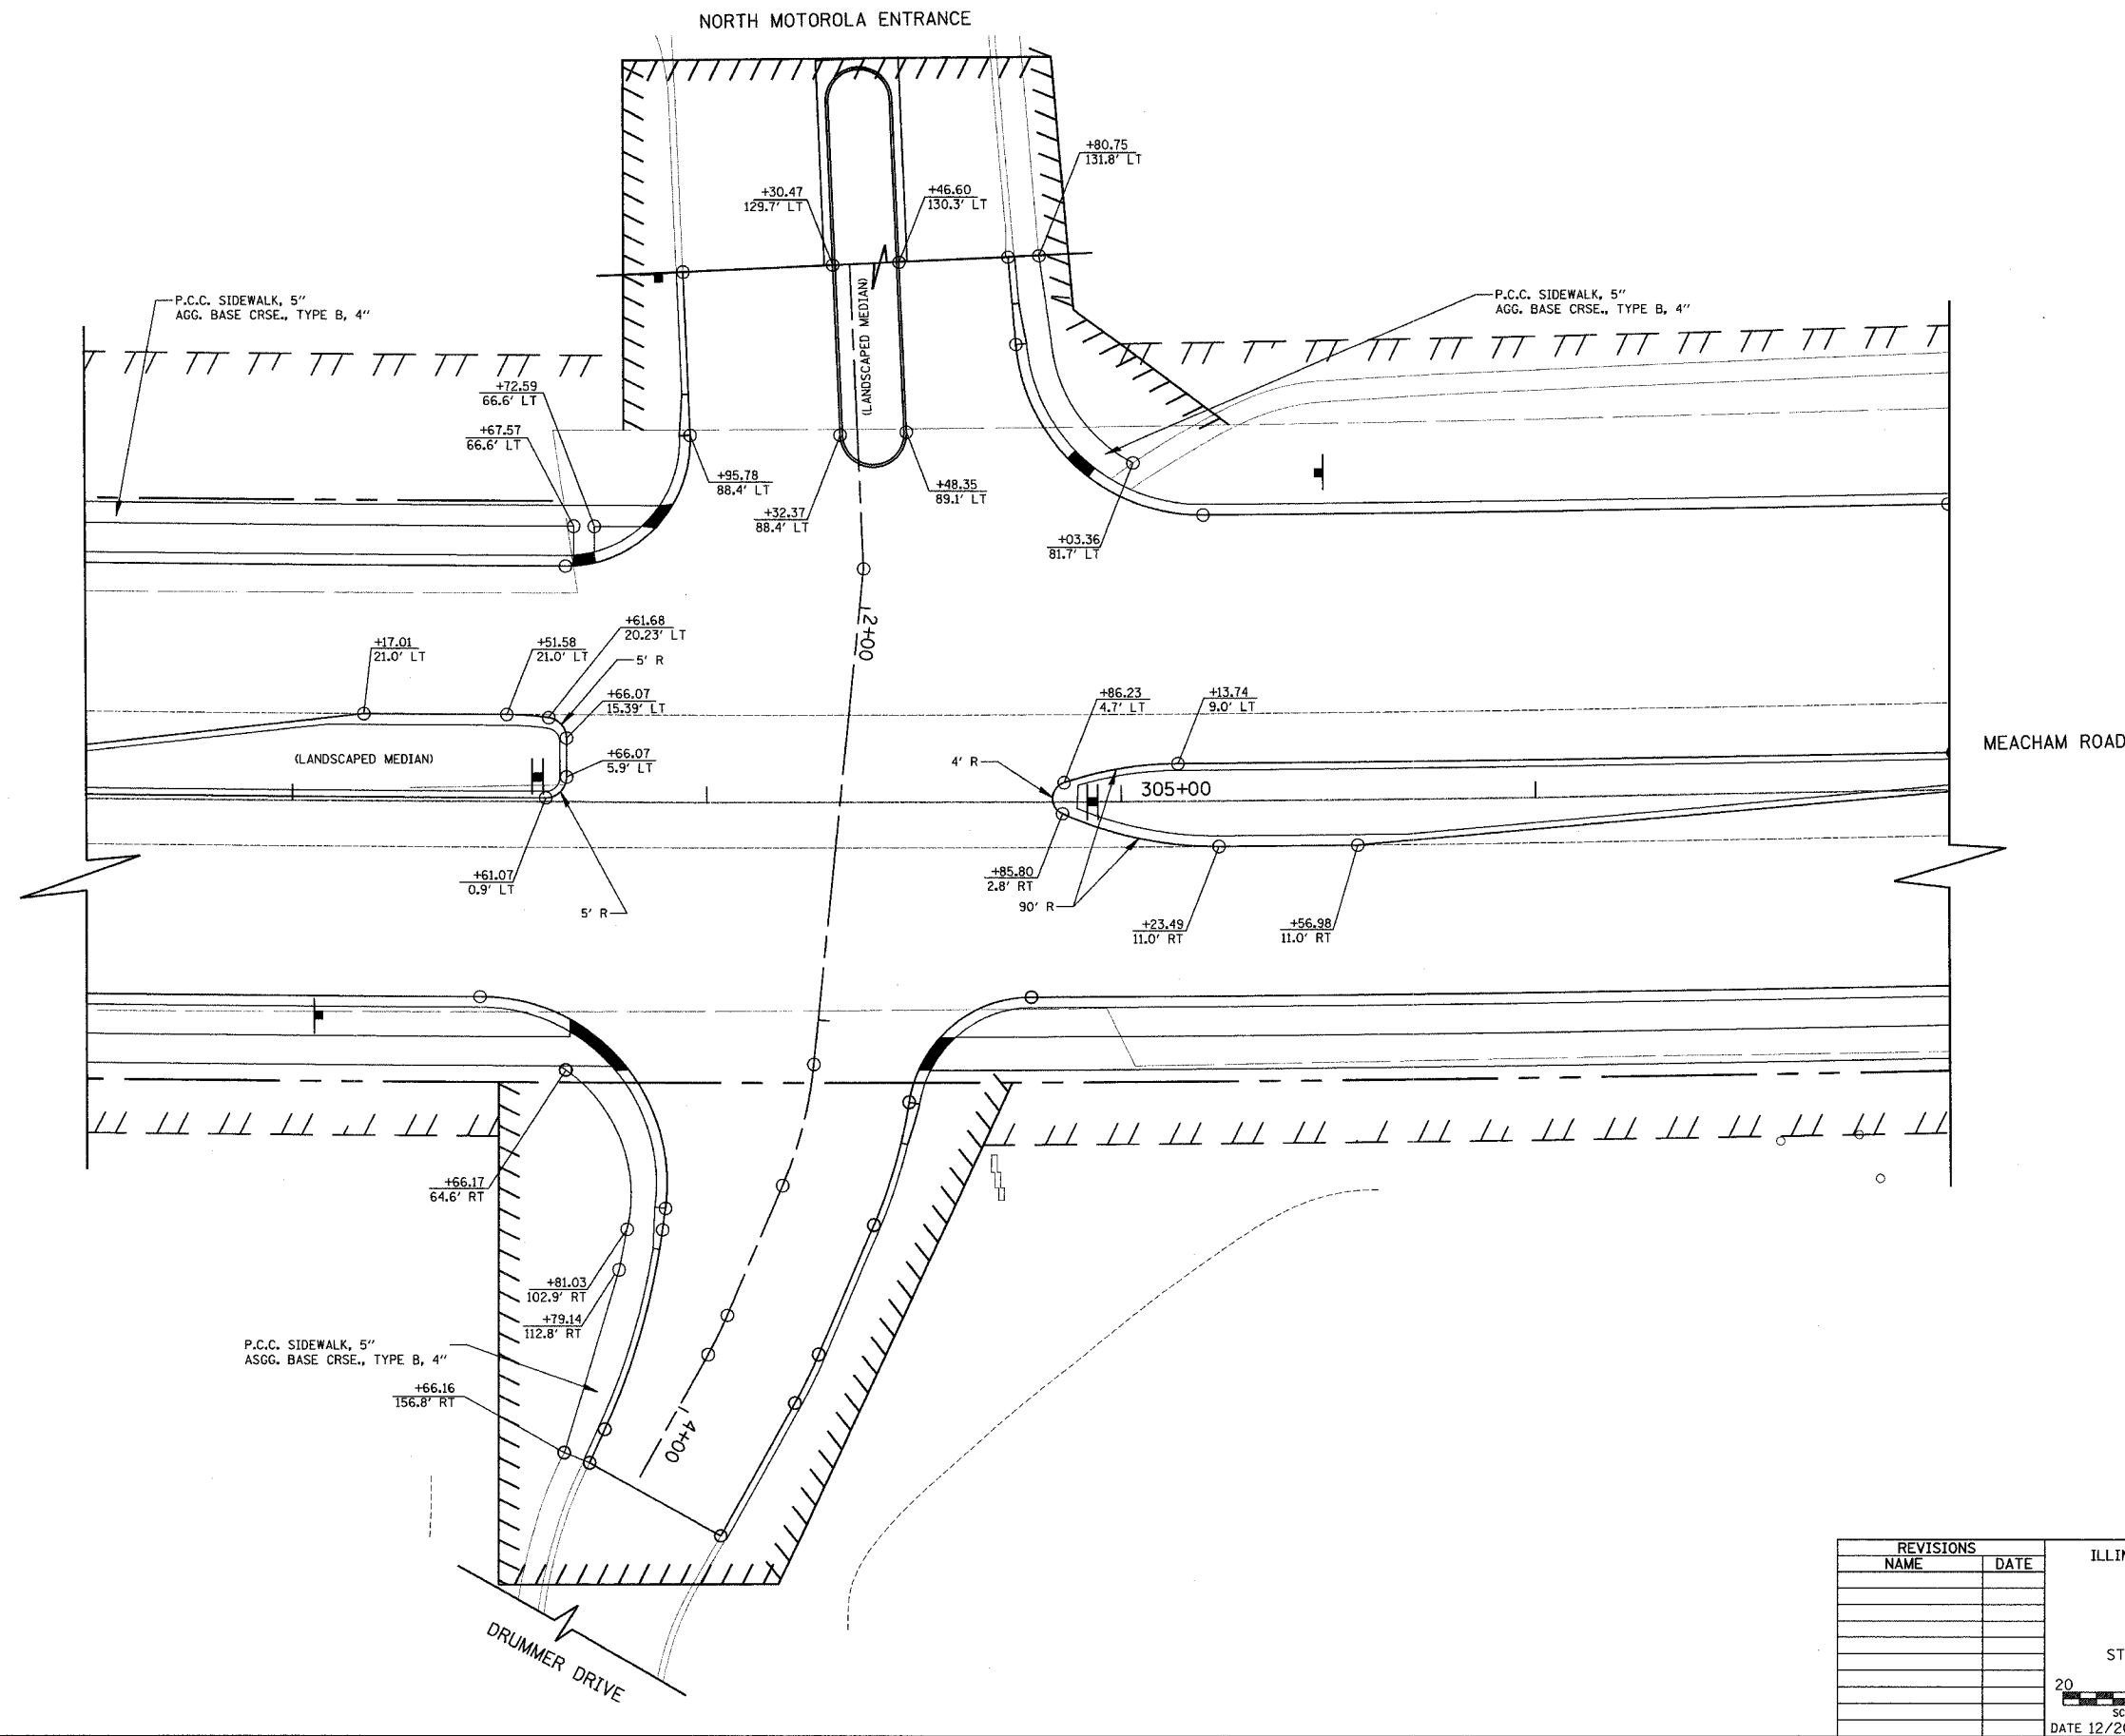 NORTH MOTOROLA ENTRANCE
+80.75
131.8' LT
+30.47
129.7' LT
+46.60
130.3' LT
P.C.C. SIDEWALK, 5"
AGG. BASE CRSE., TYPE B, 4"
(LANDSCAPED MEDIAN)
P.C.C. SIDEWALK, 5"
AGG. BASE CRSE., TYPE B, 4"
+72.59
66.6' LT
+67.57
66.6' LT
+95.78
88.4' LT
+32.37
88.4' LT
+48.35
89.1' LT
+03.36
81.7' LT
2+00
+17.01
21.0' LT
+51.58
21.0' LT
+61.68
20.23' LT
5' R
+66.07
15.39' LT
+66.07
5.9' LT
(LANDSCAPED MEDIAN)
+86.23
4.7' LT
+13.74
9.0' LT
4' R
305+00
MEACHAM ROAD
+61.07
0.9' LT
5' R
+85.80
2.8' RT
90' R
+23.49
11.0' RT
+56.98
11.0' RT
+66.17
64.6' RT
+81.03
102.9' RT
+79.14
112.8' RT
P.C.C. SIDEWALK, 5"
ASGG. BASE CRSE., TYPE B, 4"
+66.16
156.8' RT
4+00
DRUMMER DRIVE
REVISIONS
NAME DATE
ILLI
ST
20
DATE 12/2